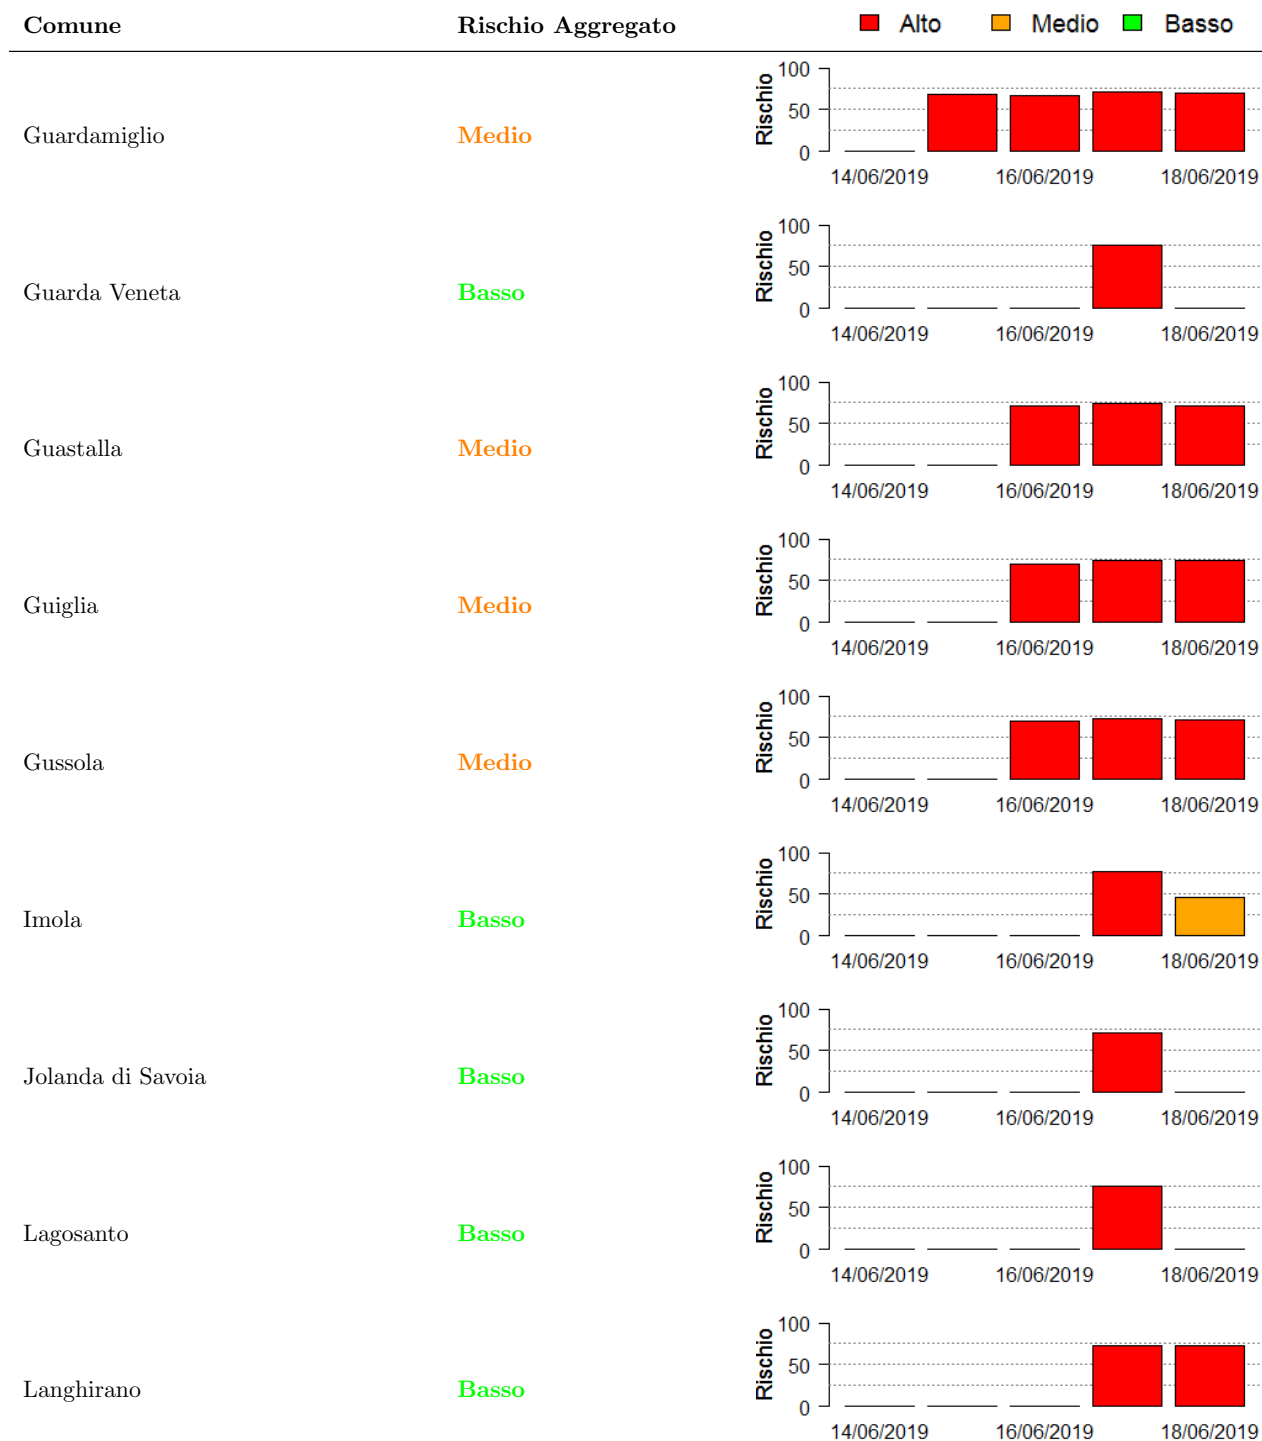 Comune Rischio Aggregato Alto Medio Basso
Guardamiglio Medio Rischio 100 50 0
14/06/2019 16/06/2019 18/06/2019
Guarda Veneta Basso Rischio 100 50 0
14/06/2019 16/06/2019 18/06/2019
Guastalla Medio Rischio 100 50 0
14/06/2019 16/06/2019 18/06/2019
Guiglia Medio Rischio 100 50 0
14/06/2019 16/06/2019 18/06/2019
Gussola Medio Rischio 100 50 0
14/06/2019 16/06/2019 18/06/2019
Imola Basso Rischio 100 50 0
14/06/2019 16/06/2019 18/06/2019
Jolanda di Savoia Basso Rischio 100 50 0
14/06/2019 16/06/2019 18/06/2019
Lagosanto Basso Rischio 100 50 0
14/06/2019 16/06/2019 18/06/2019
Langhirano Basso Rischio 100 50 0
14/06/2019 16/06/2019 18/06/2019